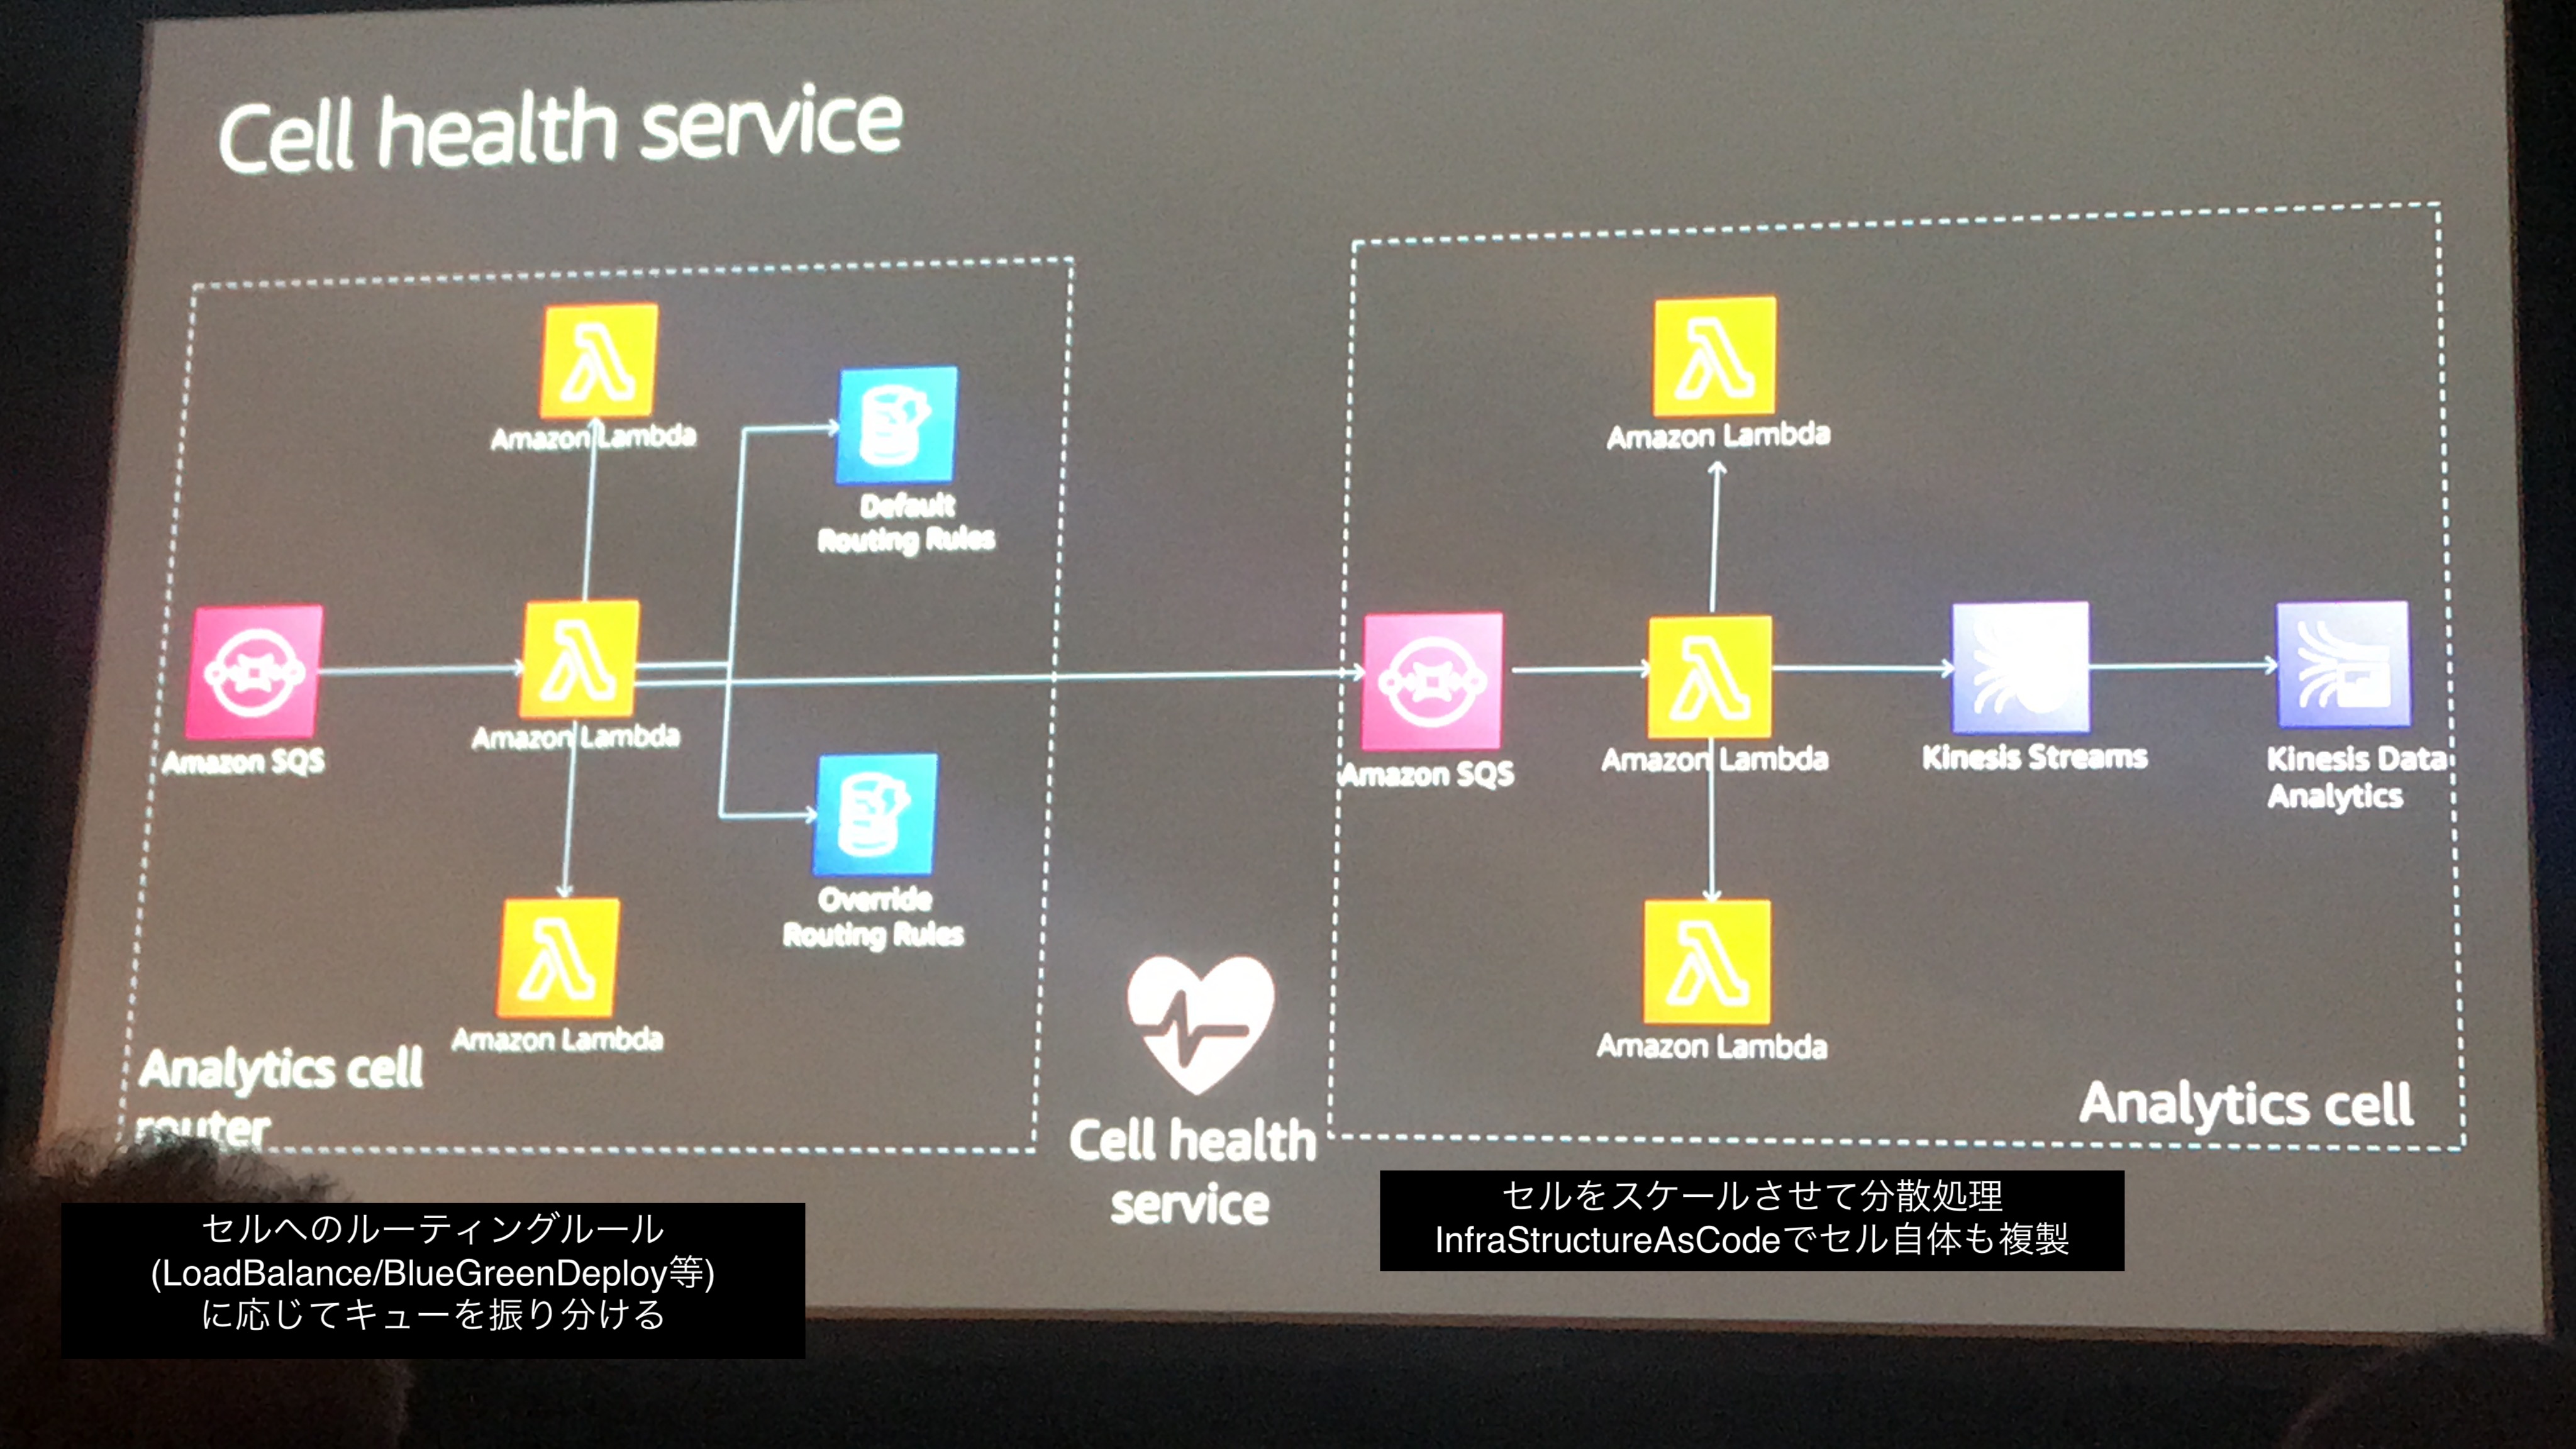 Cell health service
Amazon Lambda
Default
Routing Rules
Amazon SQS
Amazon Lambda
Override
Routing Rules
Amazon Lambda
Analytics cell
router
Cell health
service
Amazon Lambda
Amazon SQS
Amazon Lambda
Kinesis Streams
Kinesis Data
Analytics
Amazon Lambda
Analytics cell
セルへのルーティングルール
(LoadBalance/BlueGreenDeploy等)
に応じてキューを振り分ける
セルをスケールさせて分散処理
InfraStructureAsCodeでセル自体も複製